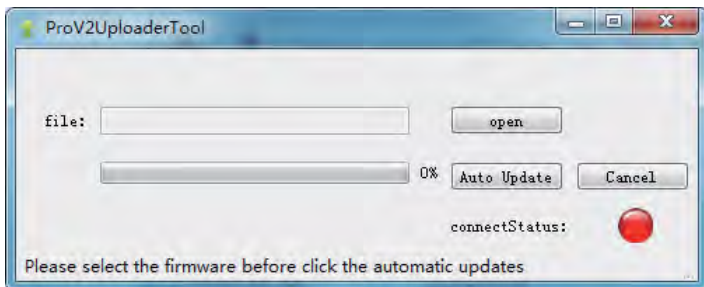 ProV2UploaderTool
file:
open
0%
Auto Update
Cancel
connectStatus:
Please select the firmware before click the automatic updates